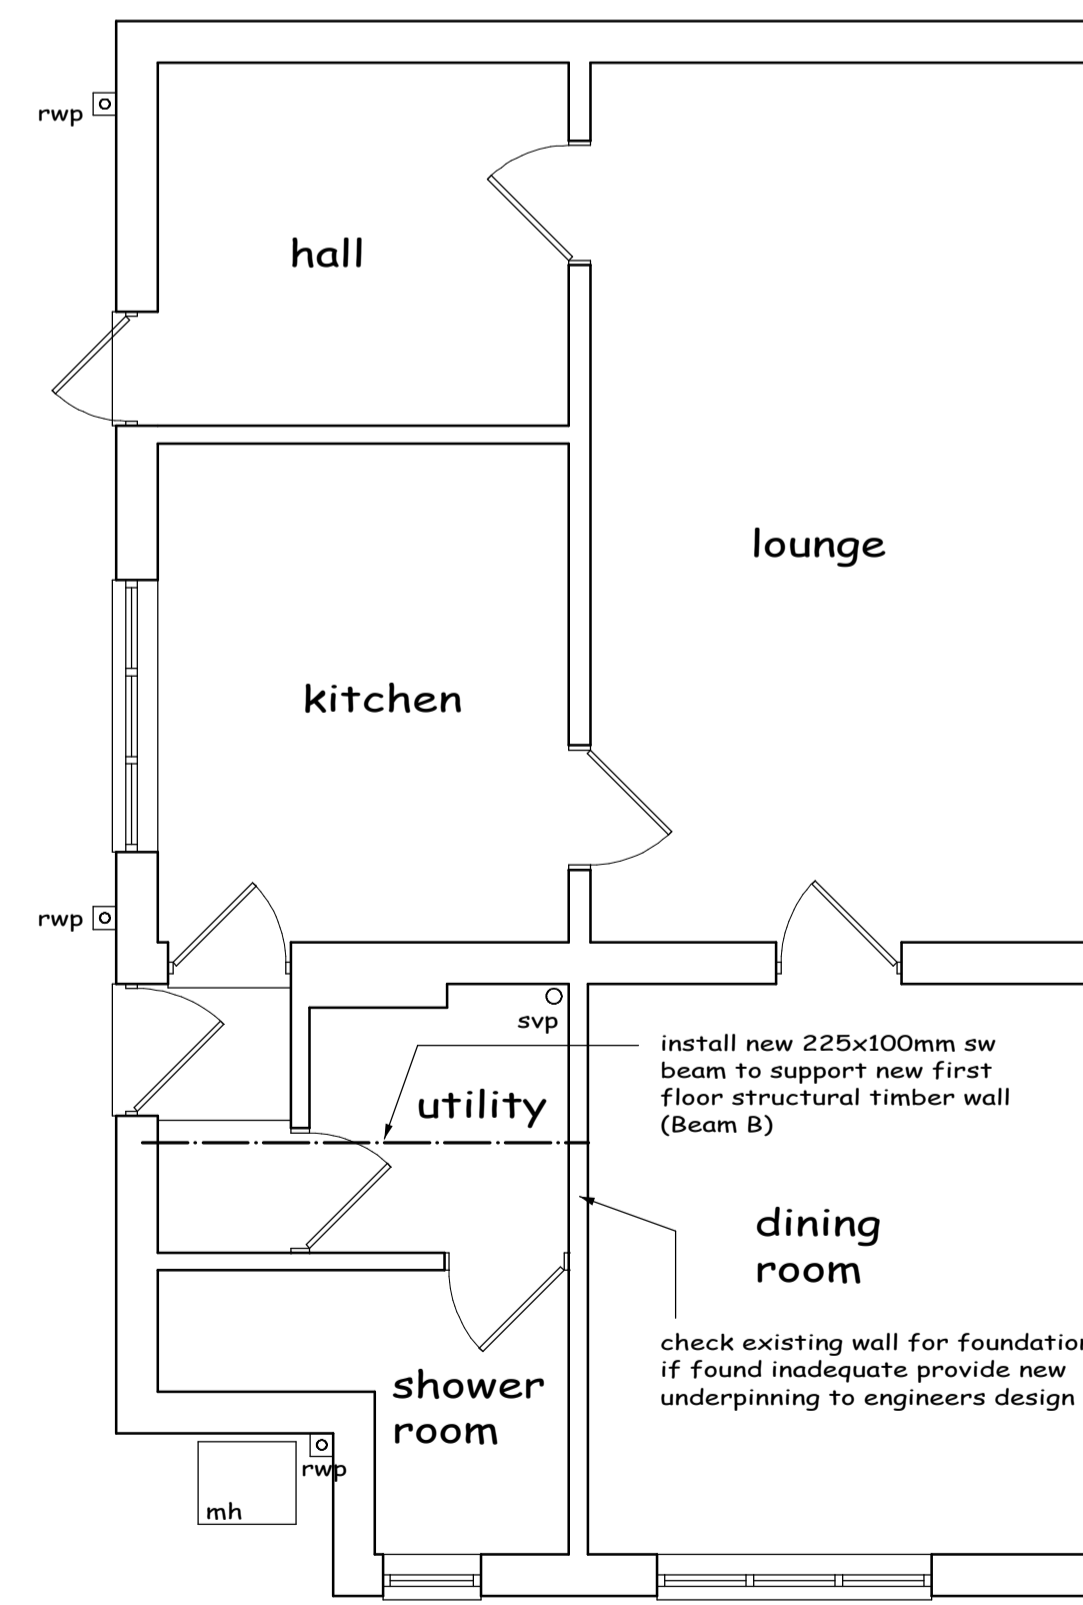 rwp
hall
lounge
kitchen
rwp
svp
install new 225x100mm sw
beam to support new first
floor structural timber wall
(Beam B)
utility
dining
room
check existing wall for foundation
if found inadequate provide new
underpinning to engineers design
shower
room
rwp
mh